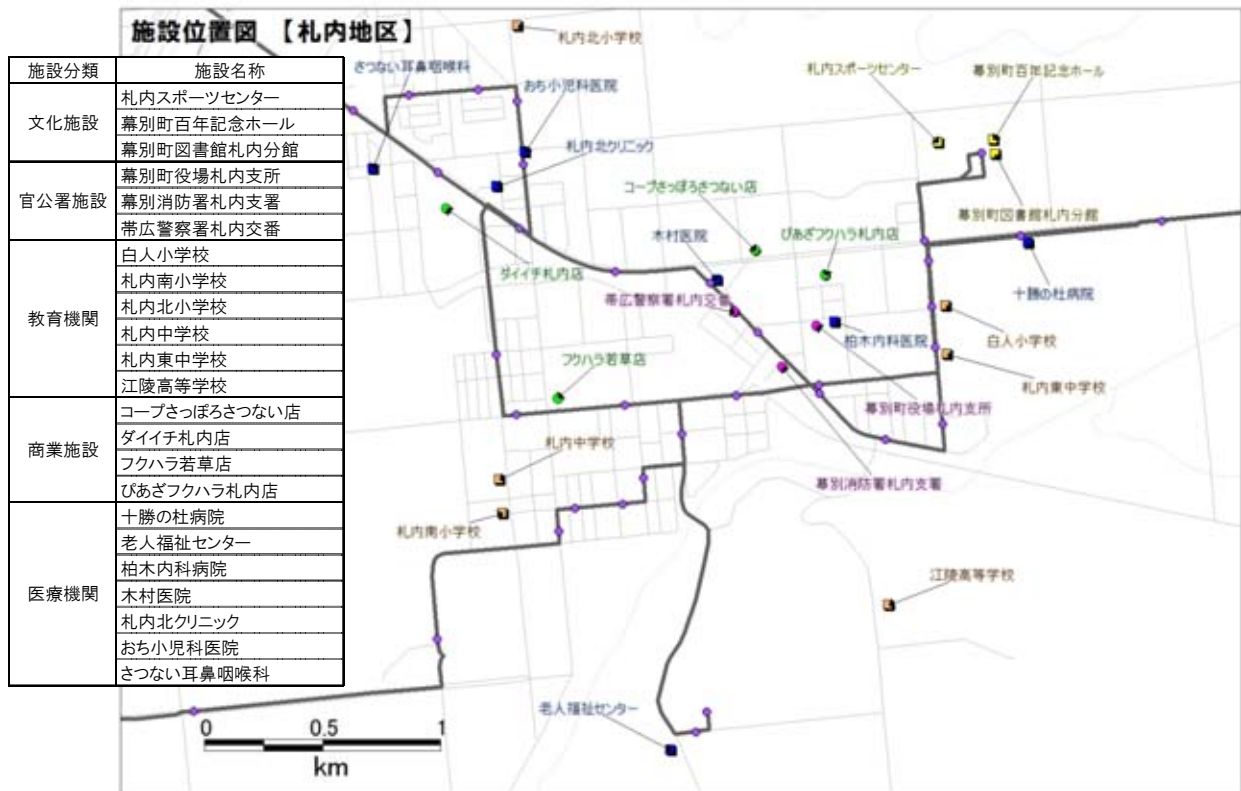 施設位置図 【札内地区】
施設分類 施設名称
文化施設
札内スポーツセンター
幕別町百年記念ホール
幕別町図書館札内分館
官公署施設
幕別町役場札内支所
幕別消防署札内支署
帯広警察署札内交番
教育機関
白人小学校
札内南小学校
札内北小学校
札内中学校
札内東中学校
江陵高等学校
商業施設
コープさっぽろさつない店
ダイイチ札内店
フクハラ若草店
ぴあざフクハラ札内店
医療機関
十勝の杜病院
老人福祉センター
柏木内科病院
木村医院
札内北クリニック
おち小児科医院
さつない耳鼻咽喉科
札内北小学校
さつない耳鼻咽喉科
おち小児科医院
札内スポーツセンター
幕別町百年記念ホール
札内北クリニック
コープさっぽろさつない店
幕別町図書館札内分館
木村医院
ぴあざフクハラ札内店
ダイイチ札内店
十勝の杜病院
帯広警察署札内交番
柏木内科医院
白人小学校
フクハラ若草店
札内東中学校
幕別町役場札内支所
札内中学校
幕別消防署札内支署
札内南小学校
江陵高等学校
老人福祉センター
0 0.5 1
km